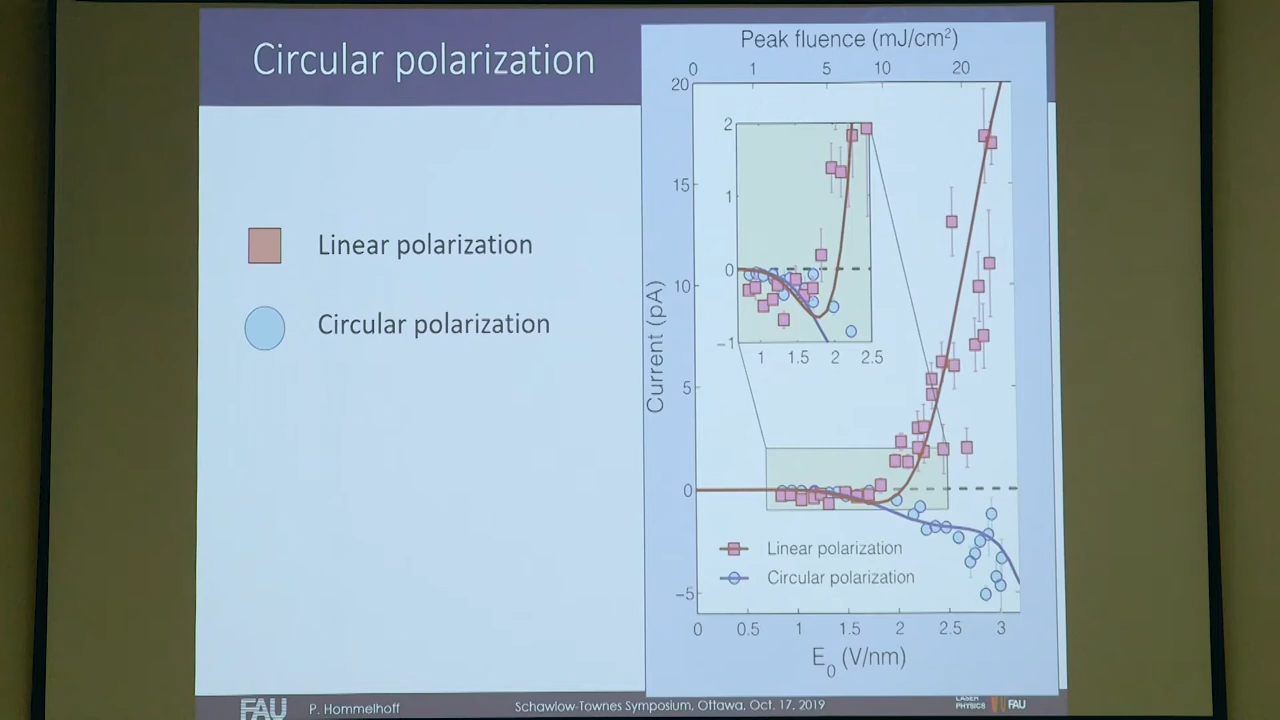 Circular polarization
Linear polarization
Circular polarization
Peak fluence (mJ/cm²)
0 1 5 10 20
20
15
10
5
0
−5
Current (pA)
2
1
0
−1
1 1.5 2 2.5
Linear polarization
Circular polarization
0 0.5 1 1.5 2 2.5 3
E₀ (V/nm)
FAU P. Hommelhoff Schawlow-Townes Symposium, Ottawa, Oct. 17, 2019 LASER PHYSICS FAU